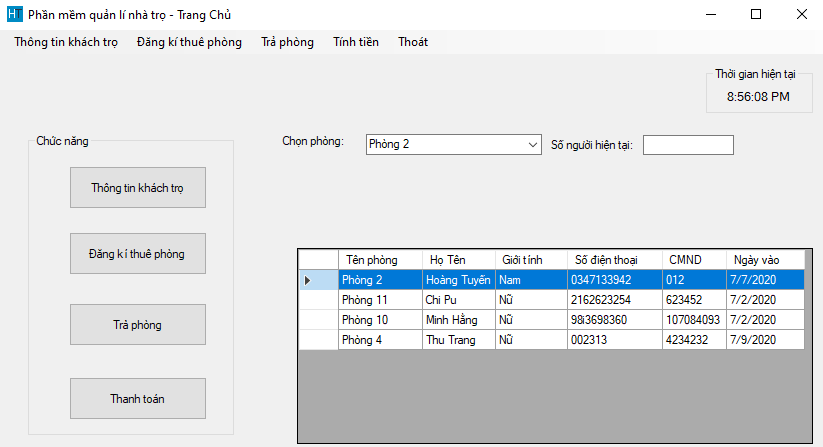 HT Phần mềm quản lí nhà trọ - Trang Chủ
Thông tin khách trọ Đăng kí thuê phòng Trả phòng Tính tiền Thoát
Thời gian hiện tại
8:56:08 PM
Chức năng
Thông tin khách trọ
Đăng kí thuê phòng
Trả phòng
Thanh toán
Chọn phòng: Phòng 2 Số người hiện tại:
Tên phòng Họ Tên Giới tính Số điện thoại CMND Ngày vào
Phòng 2 Hoàng Tuyến Nam 0347133942 012 7/7/2020
Phòng 11 Chi Pu Nữ 2162623254 623452 7/2/2020
Phòng 10 Minh Hằng Nữ 98i3698360 107084093 7/2/2020
Phòng 4 Thu Trang Nữ 002313 4234232 7/9/2020